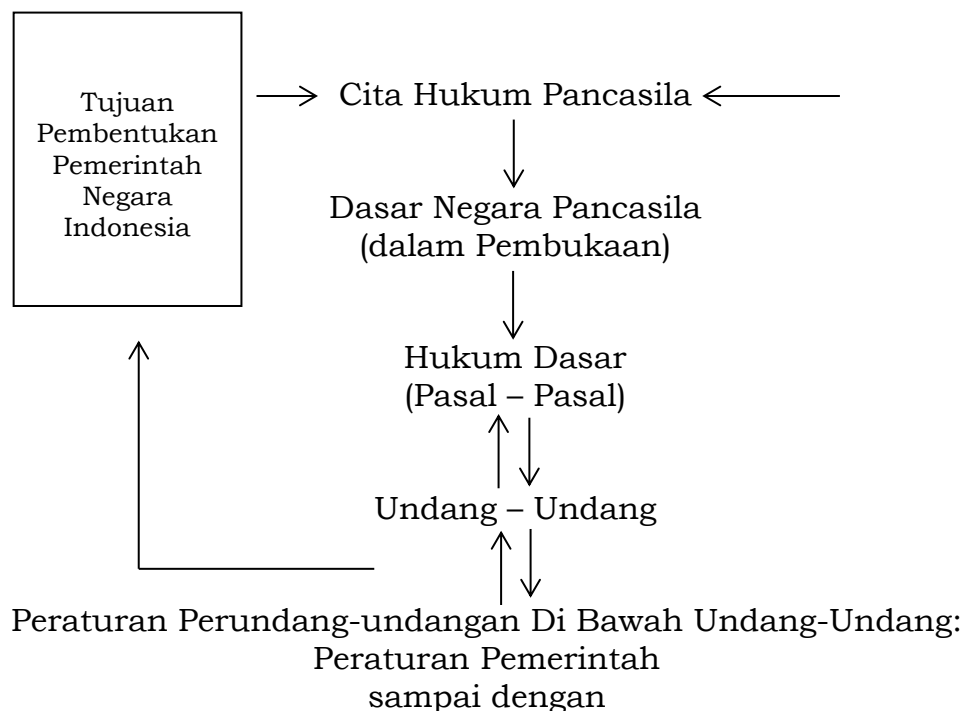 Tujuan
Pembentukan
Pemerintah
Negara
Indonesia
Cita Hukum Pancasila
Dasar Negara Pancasila
(dalam Pembukaan)
Hukum Dasar
(Pasal – Pasal)
Undang – Undang
Peraturan Perundang-undangan Di Bawah Undang-Undang:
Peraturan Pemerintah
sampai dengan